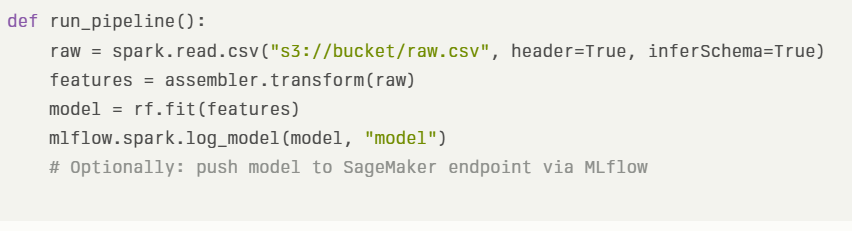 def run_pipeline():
    raw = spark.read.csv("s3://bucket/raw.csv", header=True, inferSchema=True)
    features = assembler.transform(raw)
    model = rf.fit(features)
    mlflow.spark.log_model(model, "model")
    # Optionally: push model to SageMaker endpoint via MLflow